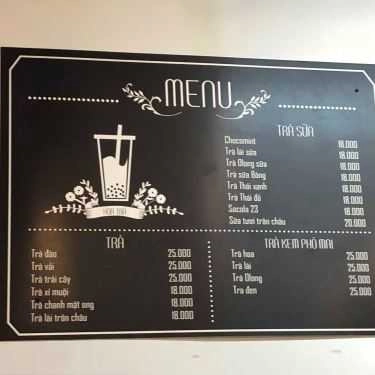 MENU
TRÀ SỮA
Chocomint 18.000
Trà lài sữa 18.000
Trà Olong sữa 18.000
Trà sữa Bông 18.000
Trà Thái xanh 18.000
Trà Thái đỏ 18.000
Socola 23 18.000
Sữa tươi trân châu 20.000
HOA TRÀ
TRÀ
Trà đào 25.000
Trà vải 25.000
Trà trái cây 25.000
Trà xí muội 18.000
Trà chanh mật ong 18.000
Trà lài trân châu 18.000
TRÀ KEM PHÔ MAI
Trà hoa 25.000
Trà lài 25.000
Trà Olong 25.000
Trà đen 25.000